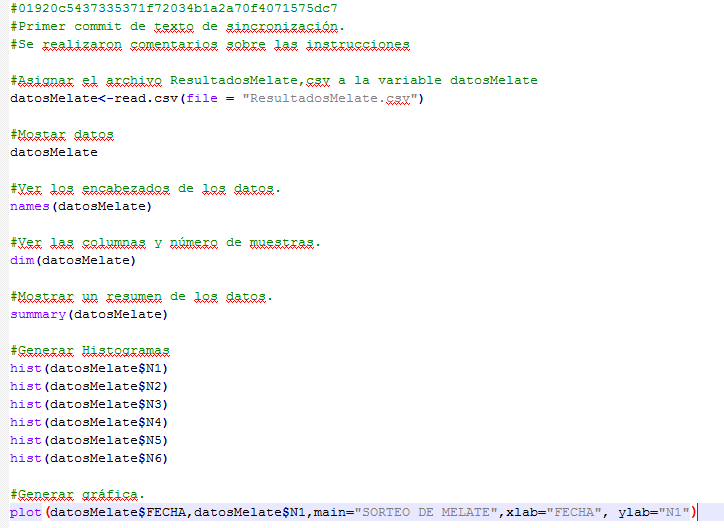 #01920c5437335371f72034b1a2a70f4071575dc7
#Primer commit de texto de sincronización.
#Se realizaron comentarios sobre las instrucciones
#Asignar el archivo ResultadosMelate,csv a la variable datosMelate
datosMelate<-read.csv(file = "ResultadosMelate.csv")
#Mostar datos
datosMelate
#Ver los encabezados de los datos.
names(datosMelate)
#Ver las columnas y número de muestras.
dim(datosMelate)
#Mostrar un resumen de los datos.
summary(datosMelate)
#Generar Histogramas
hist(datosMelate$N1)
hist(datosMelate$N2)
hist(datosMelate$N3)
hist(datosMelate$N4)
hist(datosMelate$N5)
hist(datosMelate$N6)
#Generar gráfica.
plot(datosMelate$FECHA,datosMelate$N1,main="SORTEO DE MELATE",xlab="FECHA", ylab="N1")